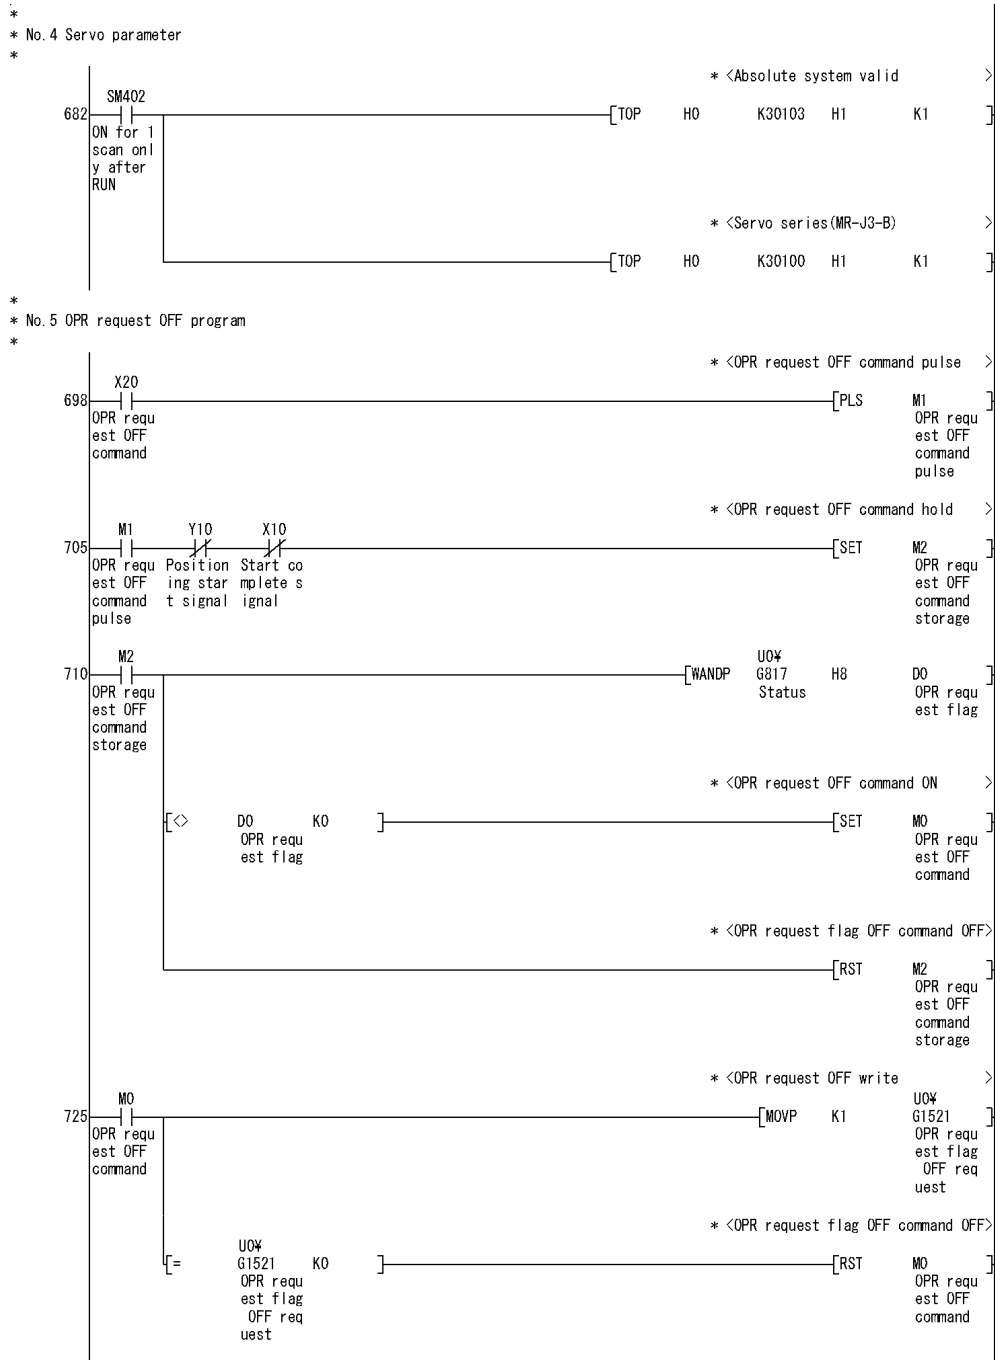 *
* No.4 Servo parameter
*
* <Absolute system valid >
SM402
682 [TOP H0 K30103 H1 K1 ]
ON for 1
scan onl
y after
RUN
* <Servo series(MR-J3-B) >
[TOP H0 K30100 H1 K1 ]
*
* No.5 OPR request OFF program
*
* <OPR request OFF command pulse >
X20
698 [PLS M1 ]
OPR requ OPR requ
est OFF est OFF
command command
pulse
* <OPR request OFF command hold >
M1 Y10 X10
705 [SET M2 ]
OPR requ Position Start co OPR requ
est OFF ing star mplete s est OFF
command t signal ignal command
pulse storage
M2 U0¥
710 [WANDP G817 H8 D0 ]
OPR requ Status OPR requ
est OFF est flag
command
storage
* <OPR request OFF command ON >
[<> D0 K0 ] [SET M0 ]
OPR requ OPR requ
est flag est OFF
command
* <OPR request flag OFF command OFF>
[RST M2 ]
OPR requ
est OFF
command
storage
* <OPR request OFF write >
M0 U0¥
725 [MOVP K1 G1521 ]
OPR requ OPR requ
est OFF est flag
command OFF req
uest
* <OPR request flag OFF command OFF>
U0¥
[= G1521 K0 ] [RST M0 ]
OPR requ OPR requ
est flag est OFF
OFF req command
uest